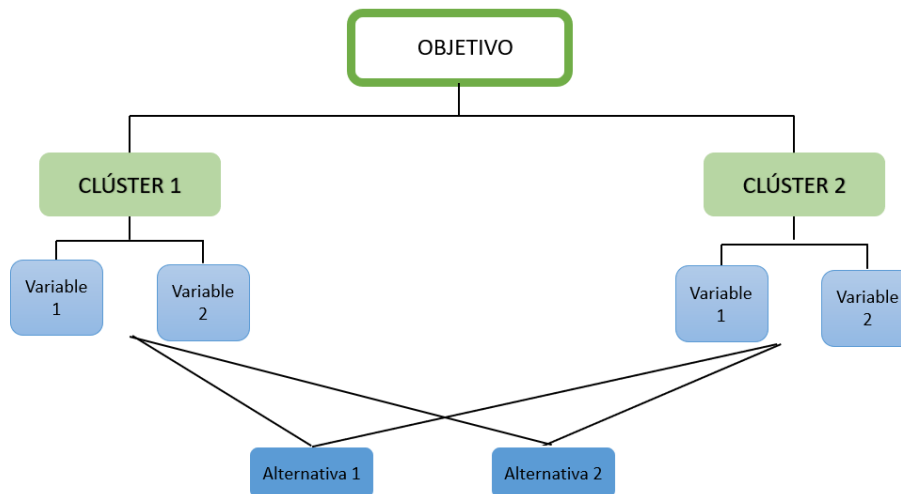 OBJETIVO
CLÚSTER 1
CLÚSTER 2
Variable
1
Variable
2
Variable
1
Variable
2
Alternativa 1
Alternativa 2